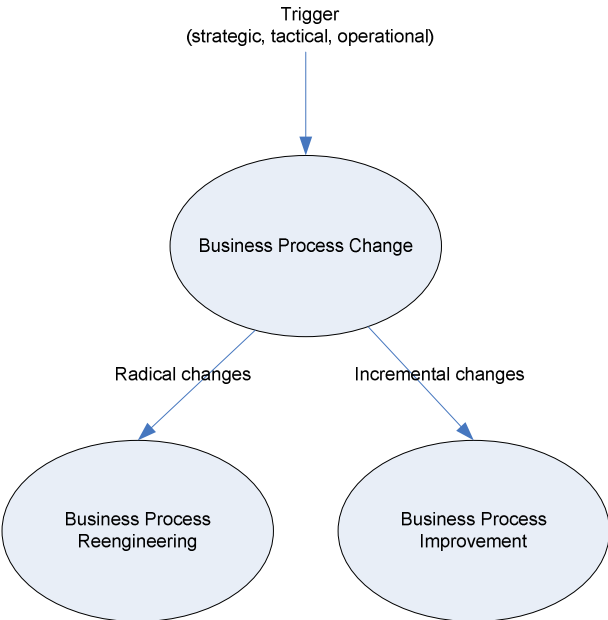 Trigger
(strategic, tactical, operational)
Business Process Change
Radical changes
Incremental changes
Business Process
Reengineering
Business Process
Improvement